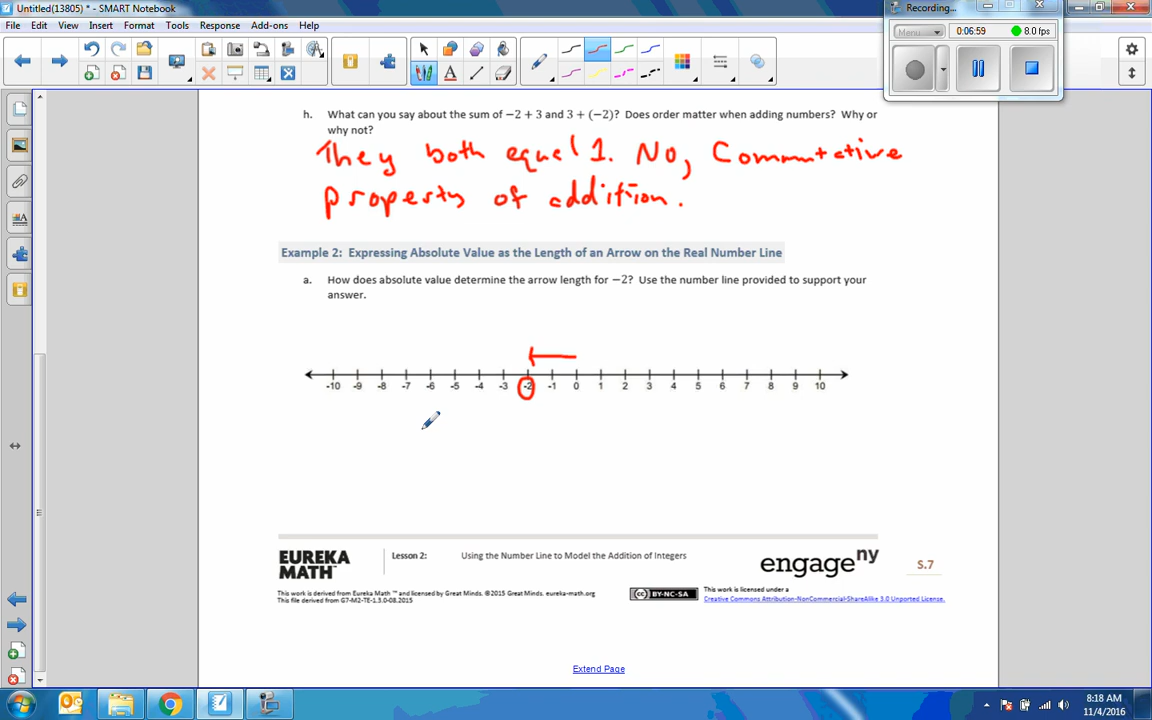 Untitled(13805) * - SMART Notebook
Recording...
File Edit View Insert Format Tools Response Add-ons Help
Menu 0:06:59 8.0 fps
h. What can you say about the sum of −2 + 3 and 3 + (−2)? Does order matter when adding numbers? Why or
why not?
They both equal 1. No, Commutative
property of addition.
Example 2: Expressing Absolute Value as the Length of an Arrow on the Real Number Line
a. How does absolute value determine the arrow length for −2? Use the number line provided to support your
answer.
-10 -9 -8 -7 -6 -5 -4 -3 -2 -1 0 1 2 3 4 5 6 7 8 9 10
EUREKA
MATH™
Lesson 2: Using the Number Line to Model the Addition of Integers
engageny
S.7
This work is derived from Eureka Math ™ and licensed by Great Minds. ©2015 Great Minds. eureka-math.org
This file derived from G7-M2-TE-1.3.0-08.2015
(cc) BY-NC-SA
This work is licensed under a
Creative Commons Attribution-NonCommercial-ShareAlike 3.0 Unported License.
Extend Page
8:18 AM
11/4/2016